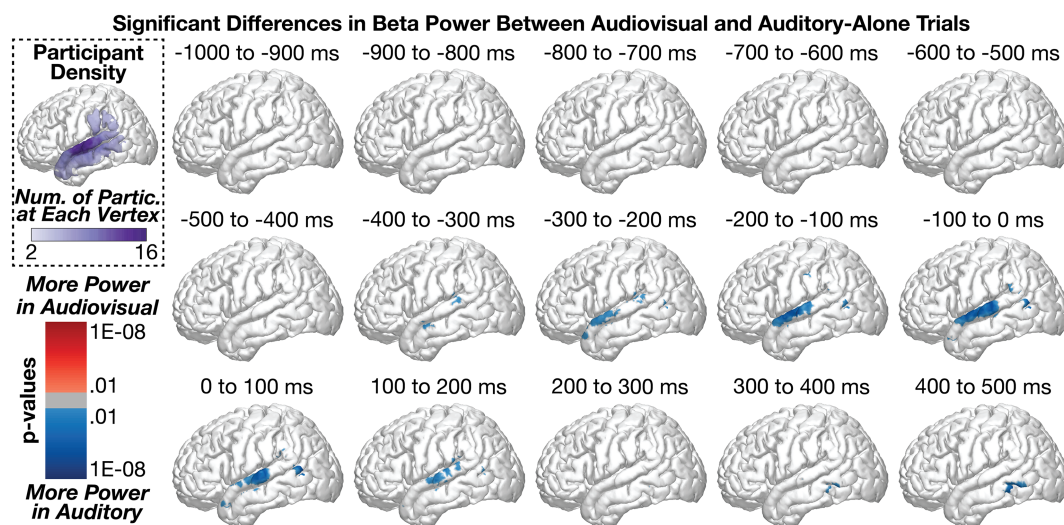 Significant Differences in Beta Power Between Audiovisual and Auditory-Alone Trials
Participant
Density
Num. of Partic.
at Each Vertex
2 16
More Power
in Audiovisual
p-values
1E-08
.01
.01
1E-08
More Power
in Auditory
-1000 to -900 ms
-900 to -800 ms
-800 to -700 ms
-700 to -600 ms
-600 to -500 ms
-500 to -400 ms
-400 to -300 ms
-300 to -200 ms
-200 to -100 ms
-100 to 0 ms
0 to 100 ms
100 to 200 ms
200 to 300 ms
300 to 400 ms
400 to 500 ms